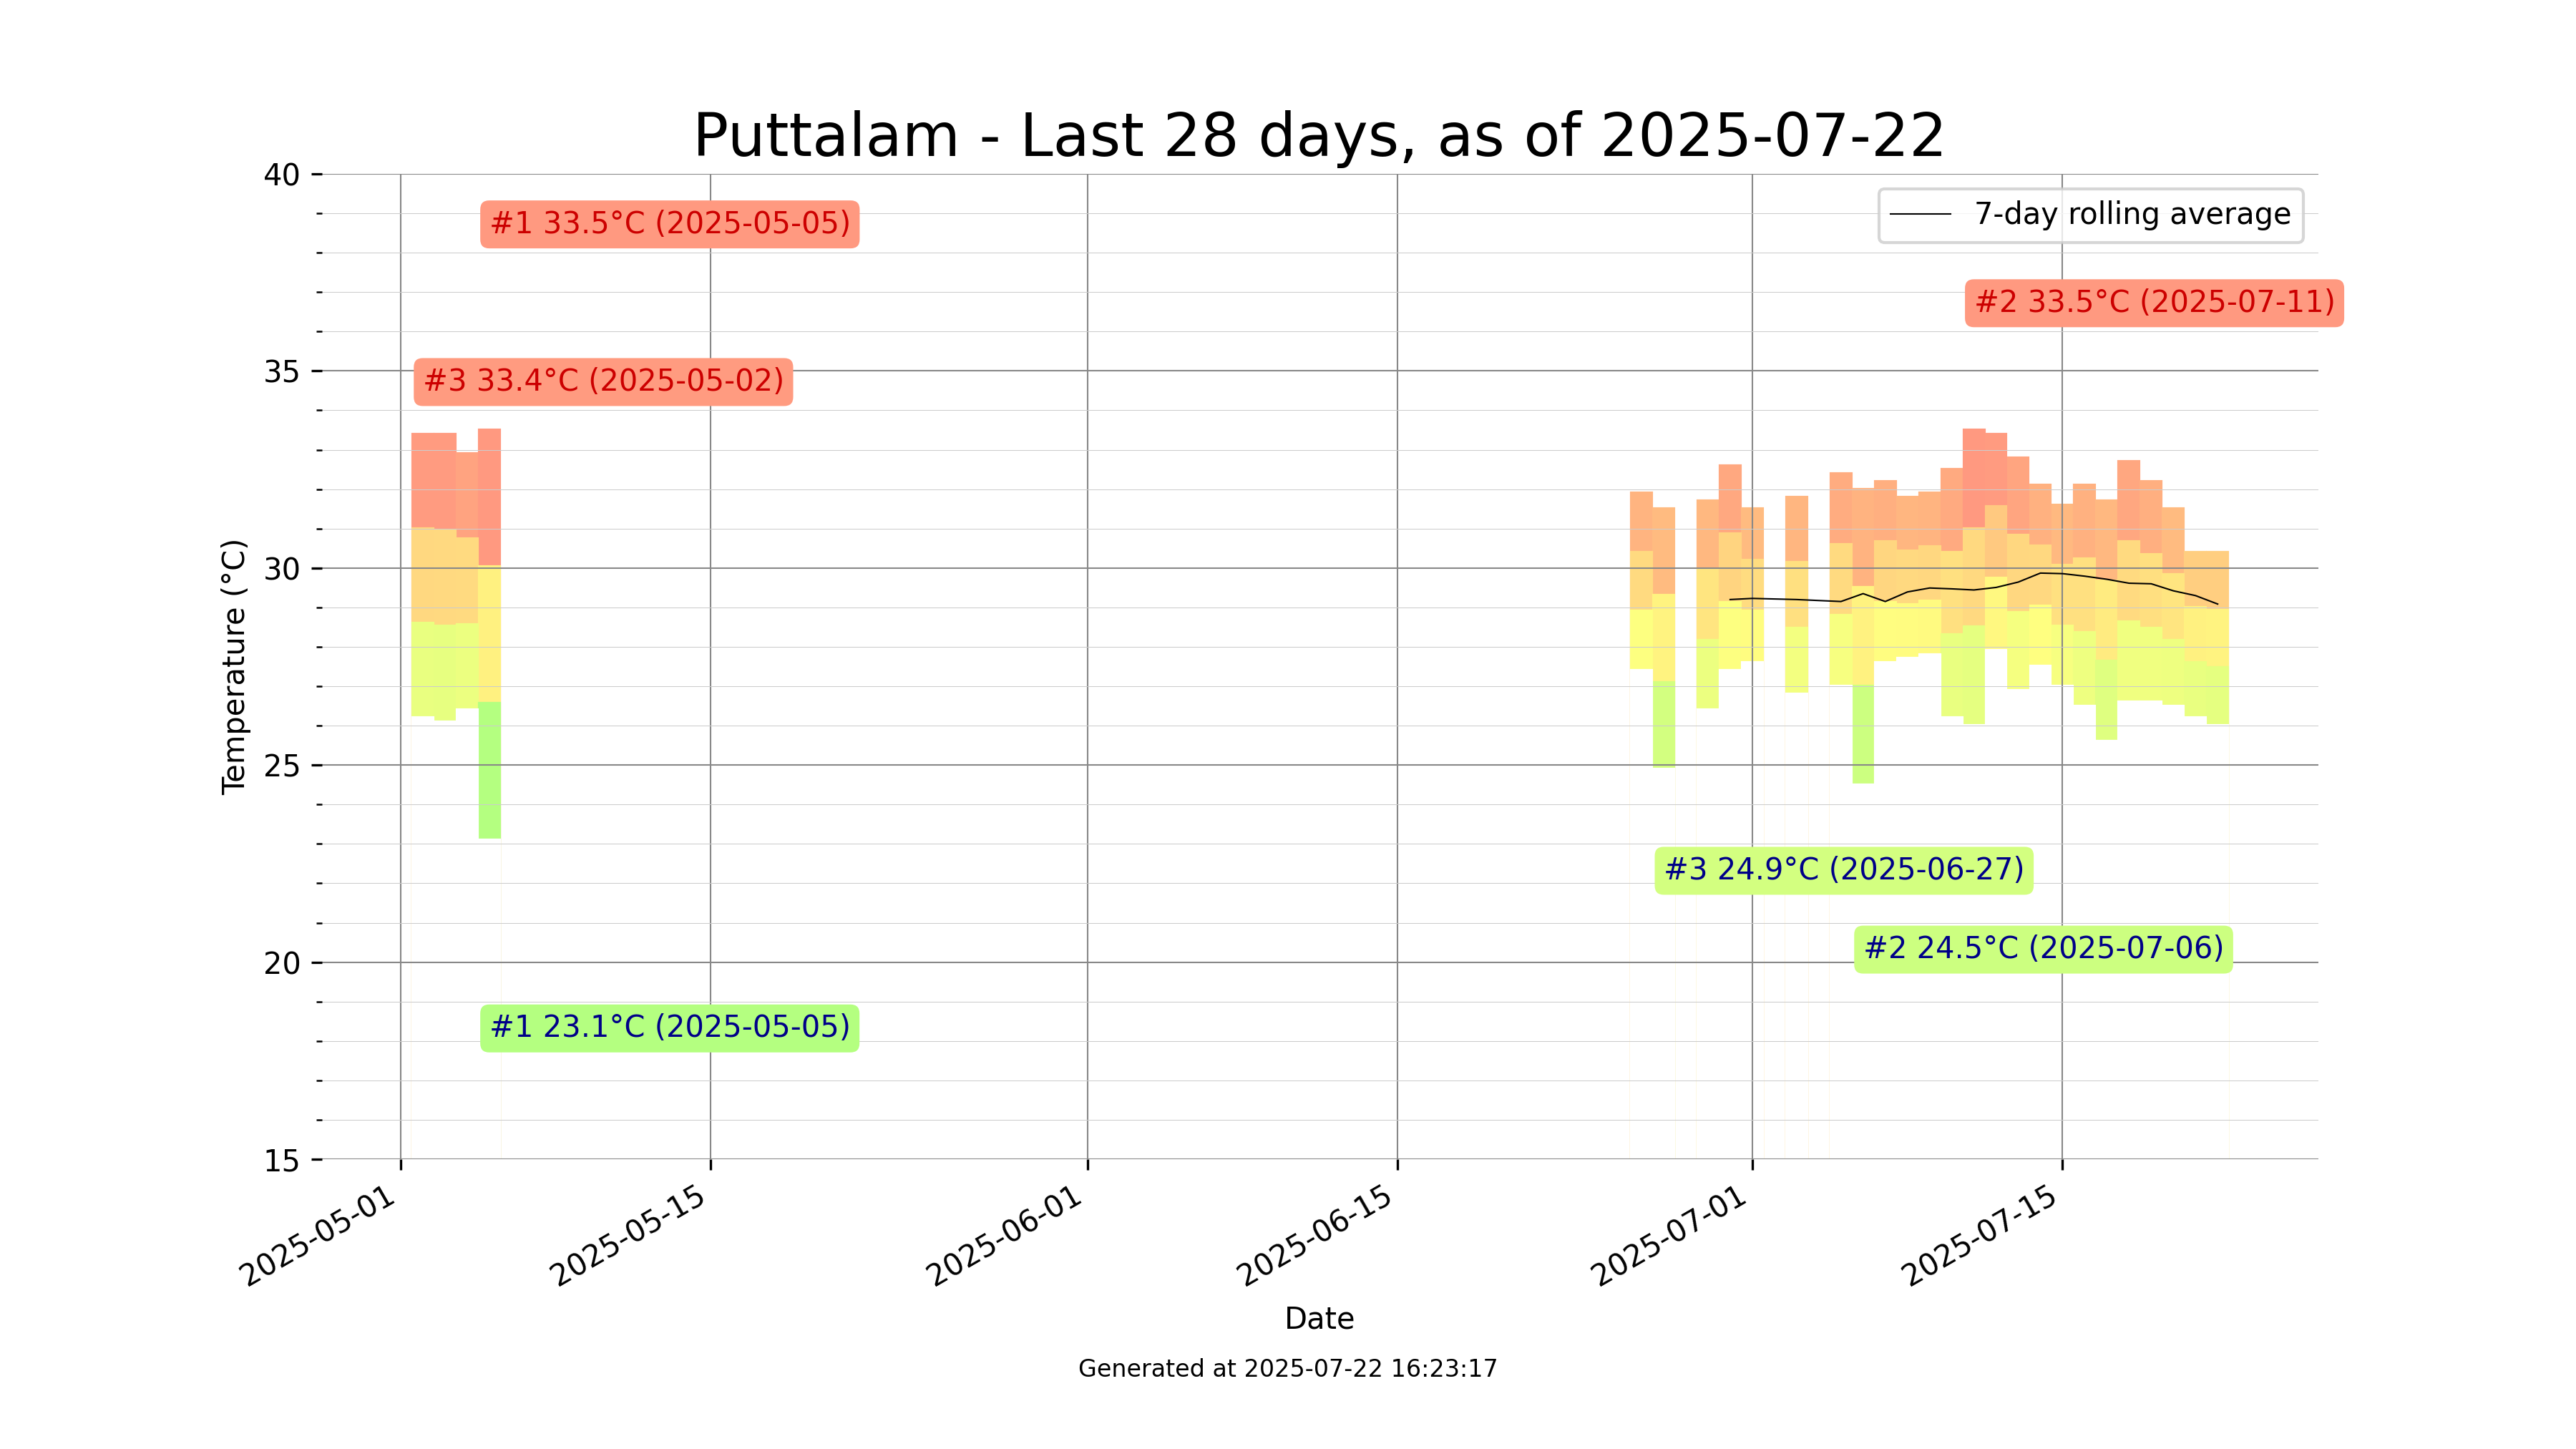 Puttalam - Last 28 days, as of 2025-07-22
40
#1 33.5°C (2025-05-05)
7-day rolling average
#2 33.5°C (2025-07-11)
35
#3 33.4°C (2025-05-02)
30
Temperature (°C)
25
#3 24.9°C (2025-06-27)
#2 24.5°C (2025-07-06)
20
#1 23.1°C (2025-05-05)
15
2025-05-01
2025-05-15
2025-06-01
2025-06-15
2025-07-01
2025-07-15
Date
Generated at 2025-07-22 16:23:17